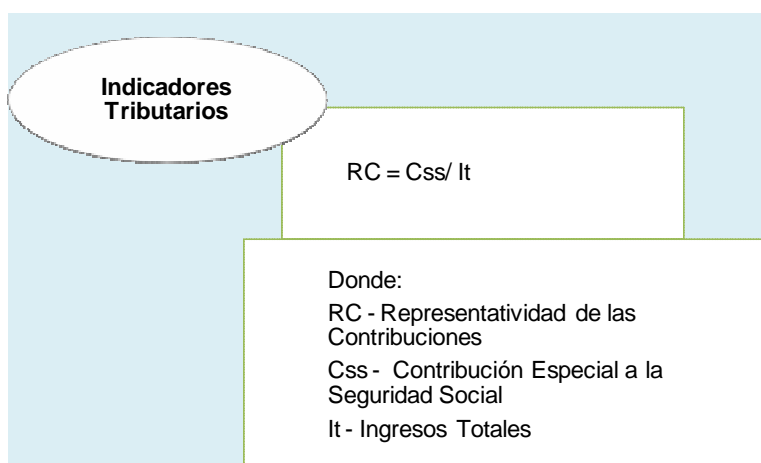 Indicadores
Tributarios
RC = Css/ It
Donde:
RC - Representatividad de las
Contribuciones
Css - Contribución Especial a la
Seguridad Social
It - Ingresos Totales